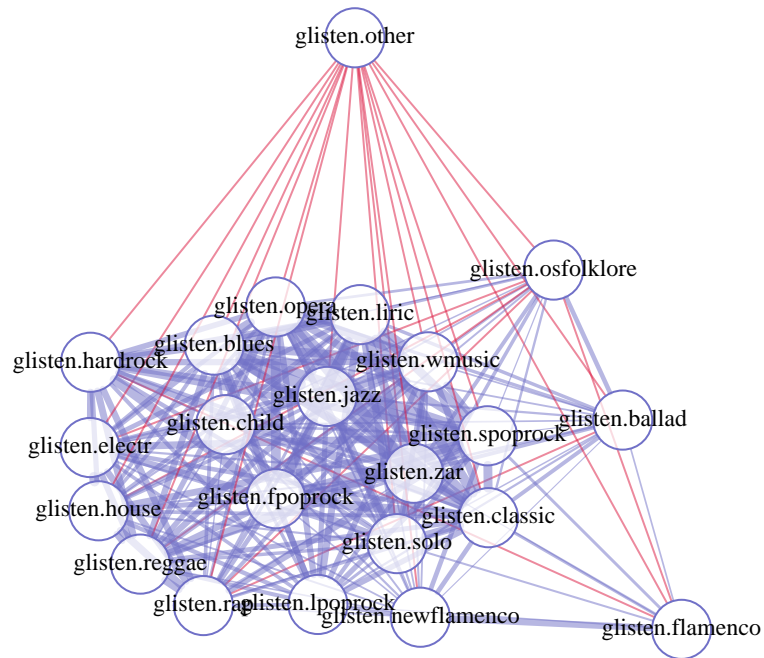 glisten.other
glisten.osfolklore
glisten.opera
glisten.liric
glisten.blues
glisten.hardrock
glisten.wmusic
glisten.jazz
glisten.child
glisten.ballad
glisten.spoprock
glisten.electr
glisten.zar
glisten.fpoprock
glisten.house
glisten.classic
glisten.solo
glisten.reggae
glisten.rap
glisten.lpoprock
glisten.newflamenco
glisten.flamenco